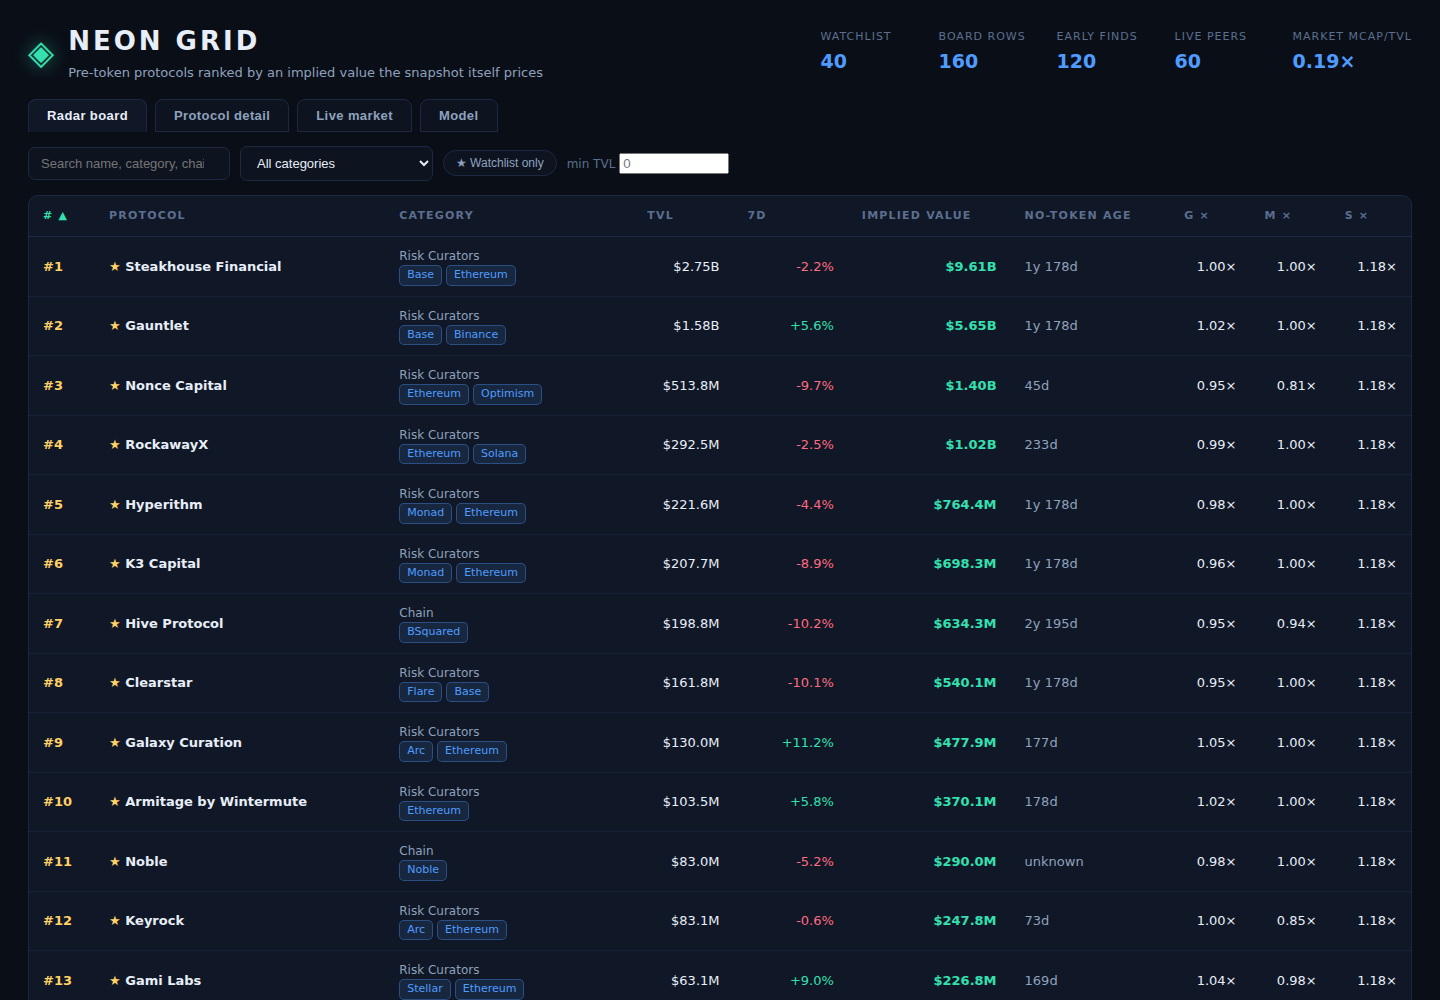 NEON GRID
Pre-token protocols ranked by an implied value the snapshot itself prices
WATCHLIST BOARD ROWS EARLY FINDS LIVE PEERS MARKET MCAP/TVL
40 160 120 60 0.19×
Radar board Protocol detail Live market Model
Search name, category, chai All categories ★ Watchlist only min TVL 0
# ▲ PROTOCOL CATEGORY TVL 7D IMPLIED VALUE NO-TOKEN AGE G × M × S ×
#1 ★ Steakhouse Financial Risk Curators $2.75B -2.2% $9.61B 1y 178d 1.00× 1.00× 1.18×
Base Ethereum
#2 ★ Gauntlet Risk Curators $1.58B +5.6% $5.65B 1y 178d 1.02× 1.00× 1.18×
Base Binance
#3 ★ Nonce Capital Risk Curators $513.8M -9.7% $1.40B 45d 0.95× 0.81× 1.18×
Ethereum Optimism
#4 ★ RockawayX Risk Curators $292.5M -2.5% $1.02B 233d 0.99× 1.00× 1.18×
Ethereum Solana
#5 ★ Hyperithm Risk Curators $221.6M -4.4% $764.4M 1y 178d 0.98× 1.00× 1.18×
Monad Ethereum
#6 ★ K3 Capital Risk Curators $207.7M -8.9% $698.3M 1y 178d 0.96× 1.00× 1.18×
Monad Ethereum
#7 ★ Hive Protocol Chain $198.8M -10.2% $634.3M 2y 195d 0.95× 0.94× 1.18×
BSquared
#8 ★ Clearstar Risk Curators $161.8M -10.1% $540.1M 1y 178d 0.95× 1.00× 1.18×
Flare Base
#9 ★ Galaxy Curation Risk Curators $130.0M +11.2% $477.9M 177d 1.05× 1.00× 1.18×
Arc Ethereum
#10 ★ Armitage by Wintermute Risk Curators $103.5M +5.8% $370.1M 178d 1.02× 1.00× 1.18×
Ethereum
#11 ★ Noble Chain $83.0M -5.2% $290.0M unknown 0.98× 1.00× 1.18×
Noble
#12 ★ Keyrock Risk Curators $83.1M -0.6% $247.8M 73d 1.00× 0.85× 1.18×
Arc Ethereum
#13 ★ Gami Labs Risk Curators $63.1M +9.0% $226.8M 169d 1.04× 0.98× 1.18×
Stellar Ethereum